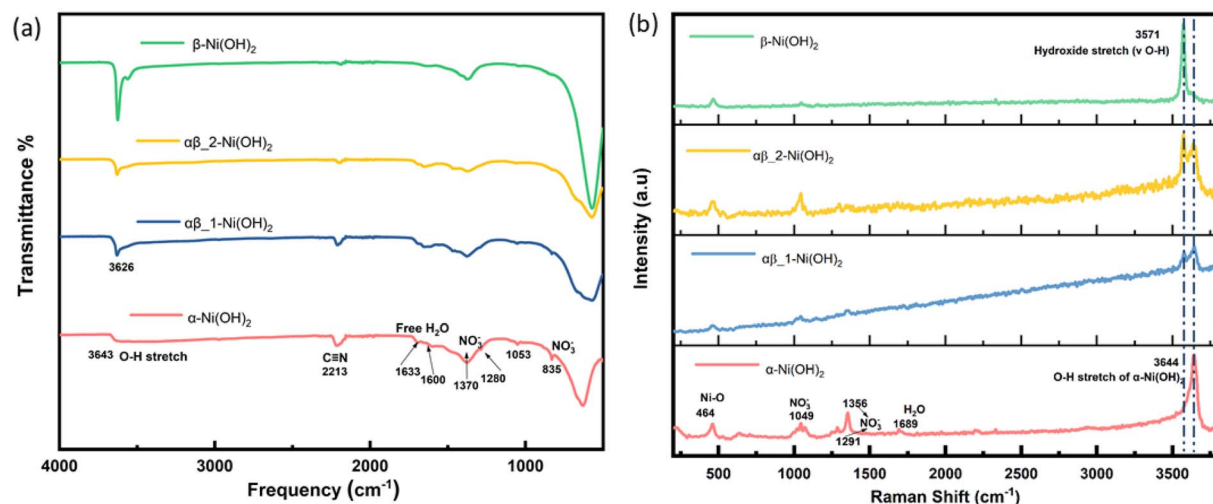 (a)
β-Ni(OH)₂
αβ_2-Ni(OH)₂
αβ_1-Ni(OH)₂
3626
α-Ni(OH)₂
3643 O-H stretch
C≡N
2213
Free H₂O
1633
1600
NO₃⁻
1370
1280
1053
NO₃⁻
835
Transmittance %
4000 3000 2000 1000
Frequency (cm⁻¹)
(b)
β-Ni(OH)₂
3571
Hydroxide stretch (ν O-H)
αβ_2-Ni(OH)₂
αβ_1-Ni(OH)₂
α-Ni(OH)₂
3644
O-H stretch of α-Ni(OH)₂
Ni-O
464
NO₃⁻
1049
1356
NO₃⁻
1291
H₂O
1689
Intensity (a.u)
500 1000 1500 2000 2500 3000 3500
Raman Shift (cm⁻¹)